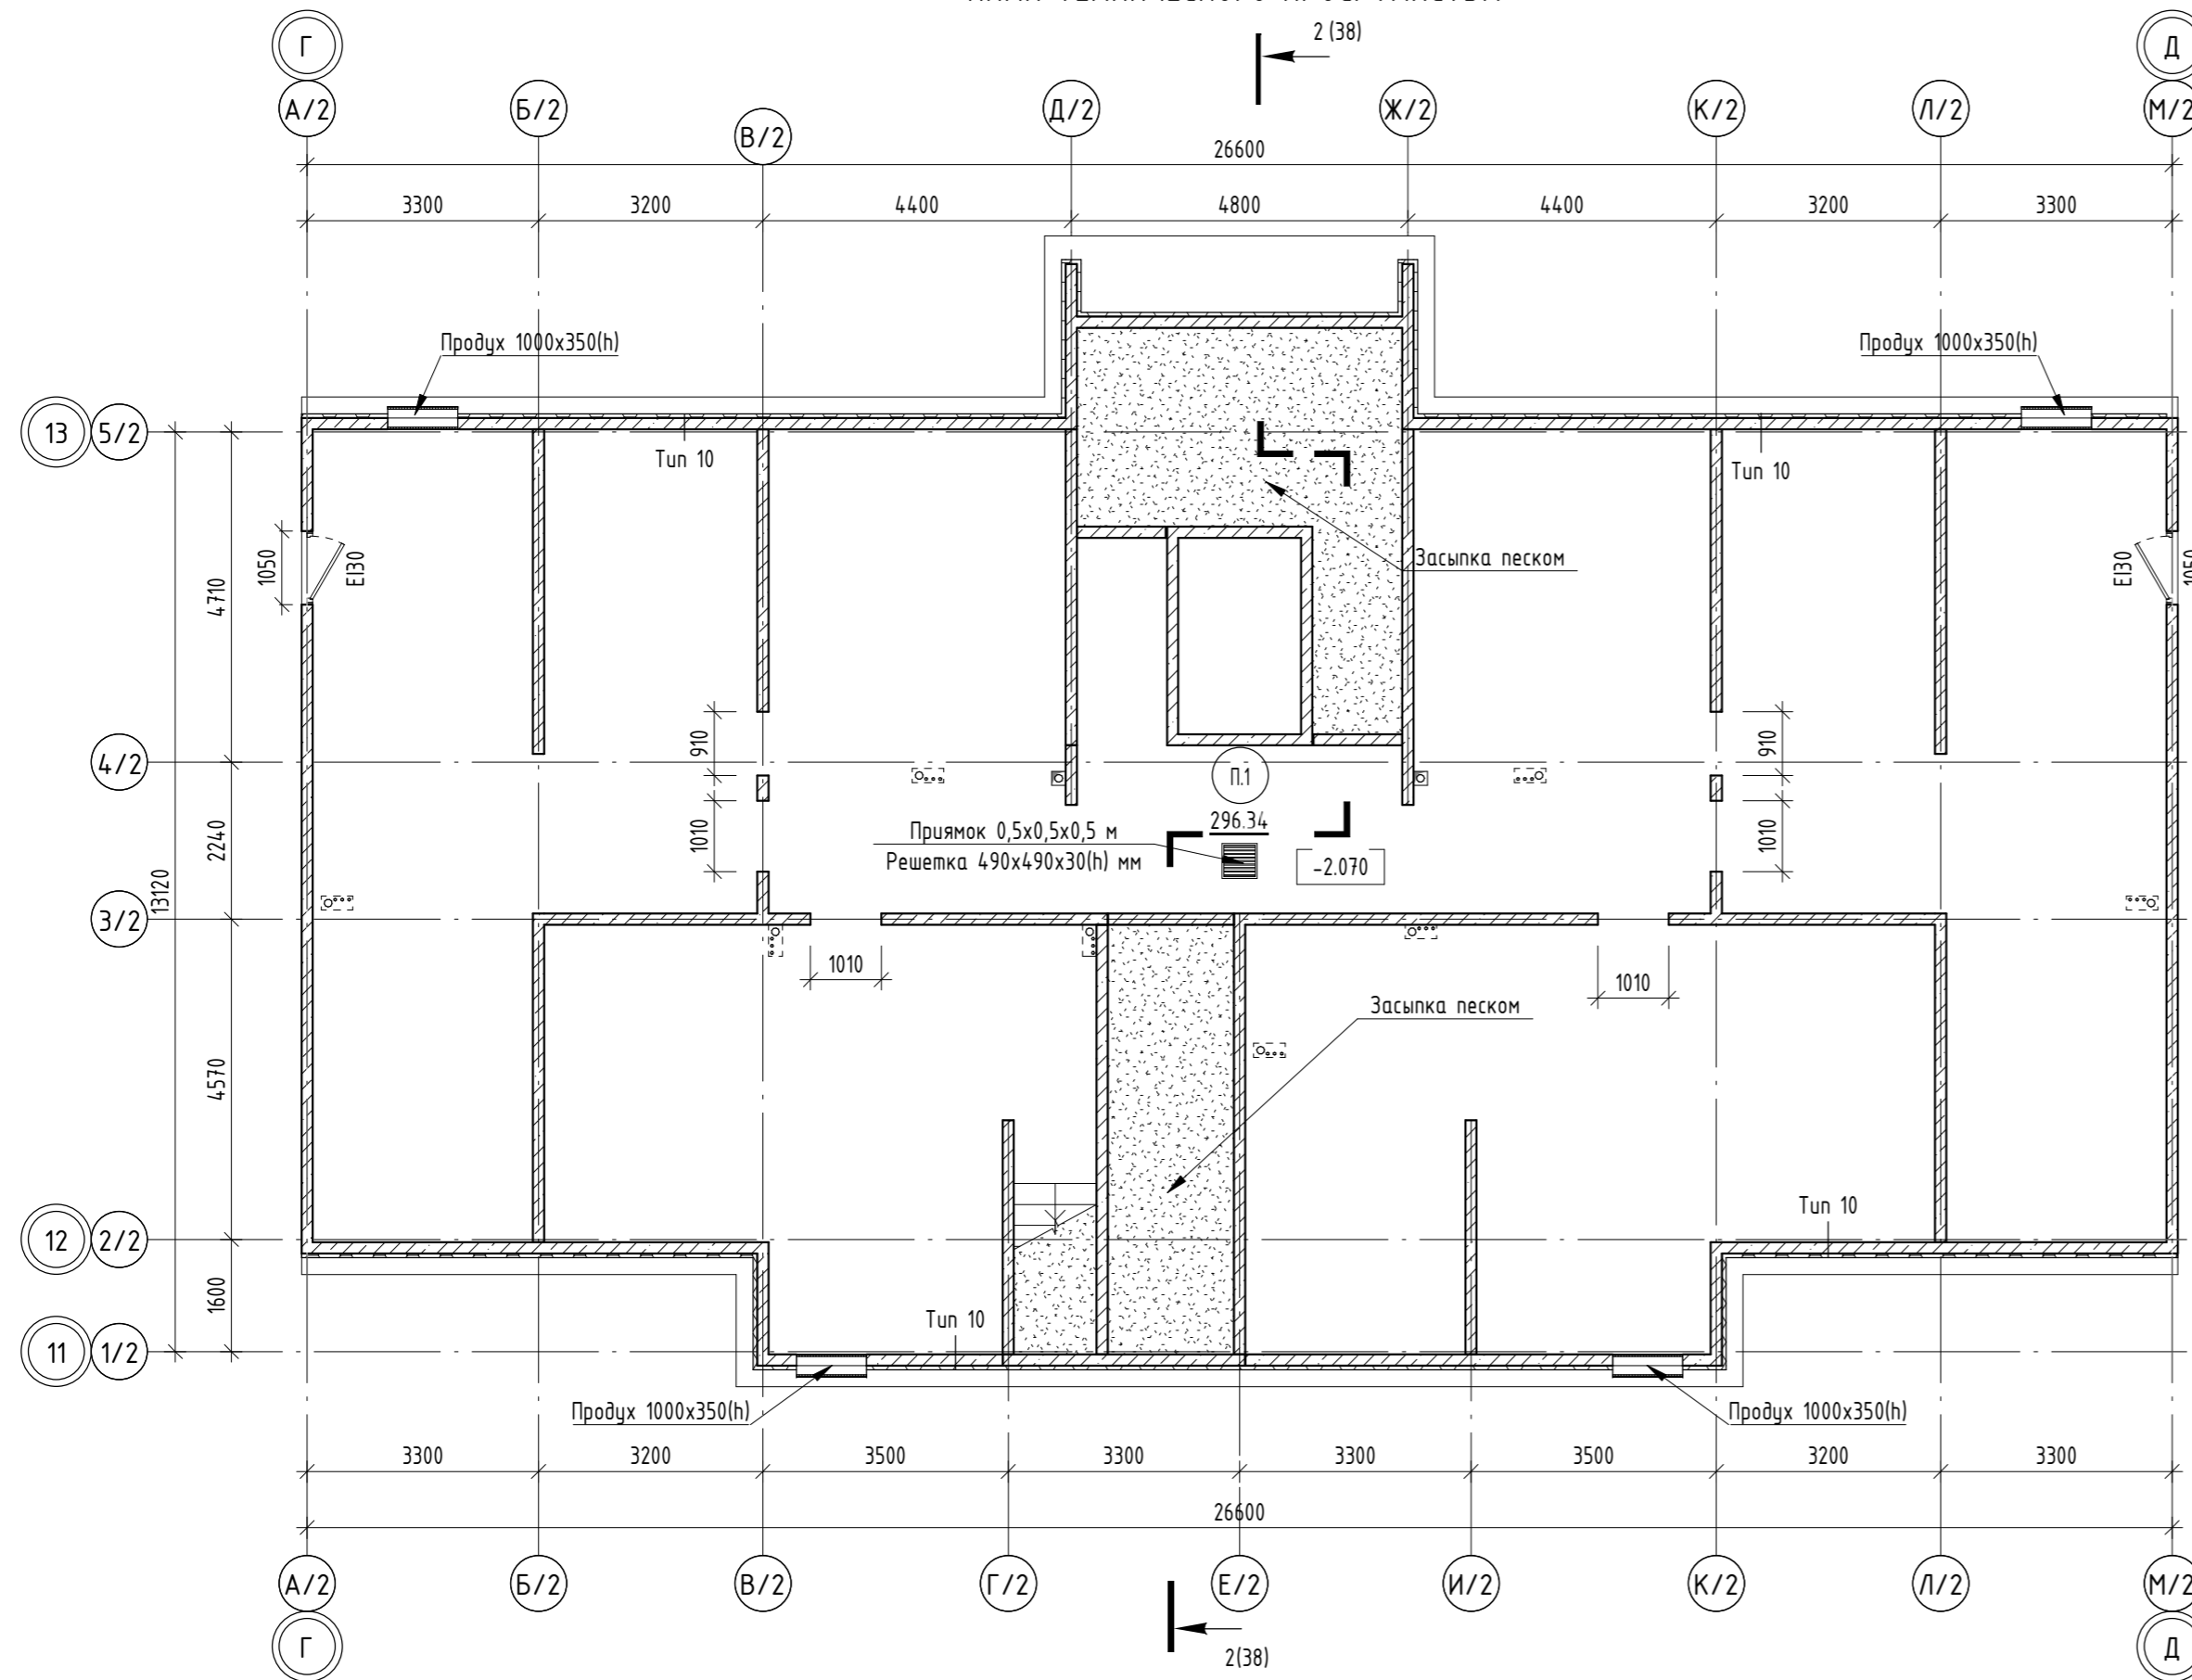 2 (38)
Г
Д
А/2
Б/2
В/2
Д/2
Ж/2
К/2
Л/2
М/2
26600
3300
3200
4400
4800
4400
3200
3300
Продух 1000х350(h)
Продух 1000х350(h)
13
5/2
Тип 10
Тип 10
1050
EI30
4710
Засыпка песком
EI30
1050
910
910
4/2
П.1
296.34
Приямок 0,5х0,5х0,5 м
Решетка 490х490х30(h) мм
-2.070
1010
1010
2240
13120
3/2
1010
1010
Засыпка песком
4570
12
2/2
Тип 10
1600
Тип 10
11
1/2
Продух 1000х350(h)
Продух 1000х350(h)
3300
3200
3500
3300
3300
3500
3200
3300
26600
А/2
Б/2
В/2
Г/2
Е/2
И/2
К/2
Л/2
М/2
Г
2(38)
Д